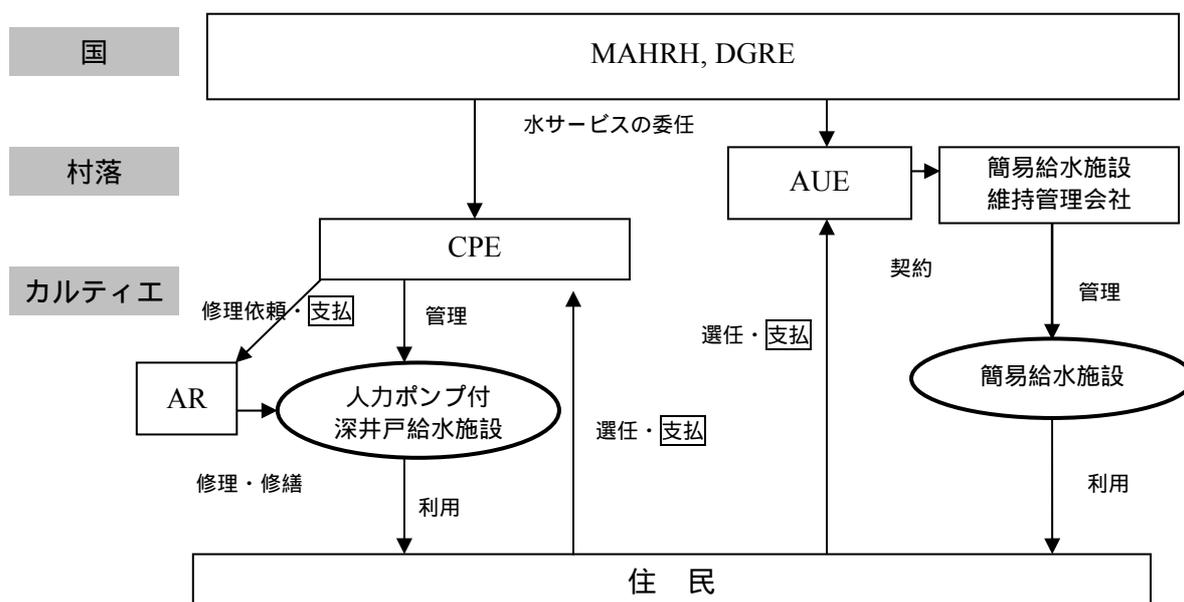 国
MAHRH, DGRE
水サービスの委任
村落
AUE
簡易給水施設
維持管理会社
CPE
契約
カルティエ
修理依頼・支払
管理
管理
選任・支払
AR
人力ポンプ付
深井戸給水施設
簡易給水施設
選任・支払
修理・修繕
利用
利用
住 民